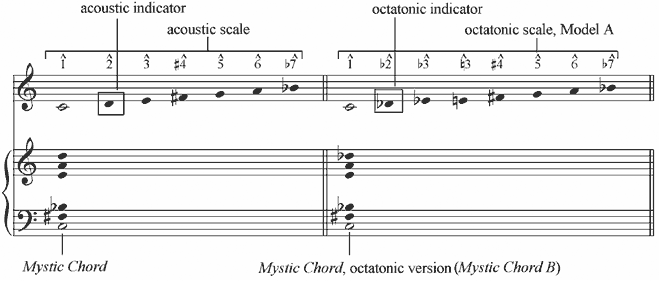 acoustic indicator octatonic indicator
acoustic scale octatonic scale, Model A
1̂ 2̂ 3̂ ♯4̂ 5̂ 6̂ ♭7̂ 1̂ ♭2̂ ♭3̂ ♮3̂ ♯4̂ 5̂ 6̂ ♭7̂
Mystic Chord Mystic Chord, octatonic version (Mystic Chord B)